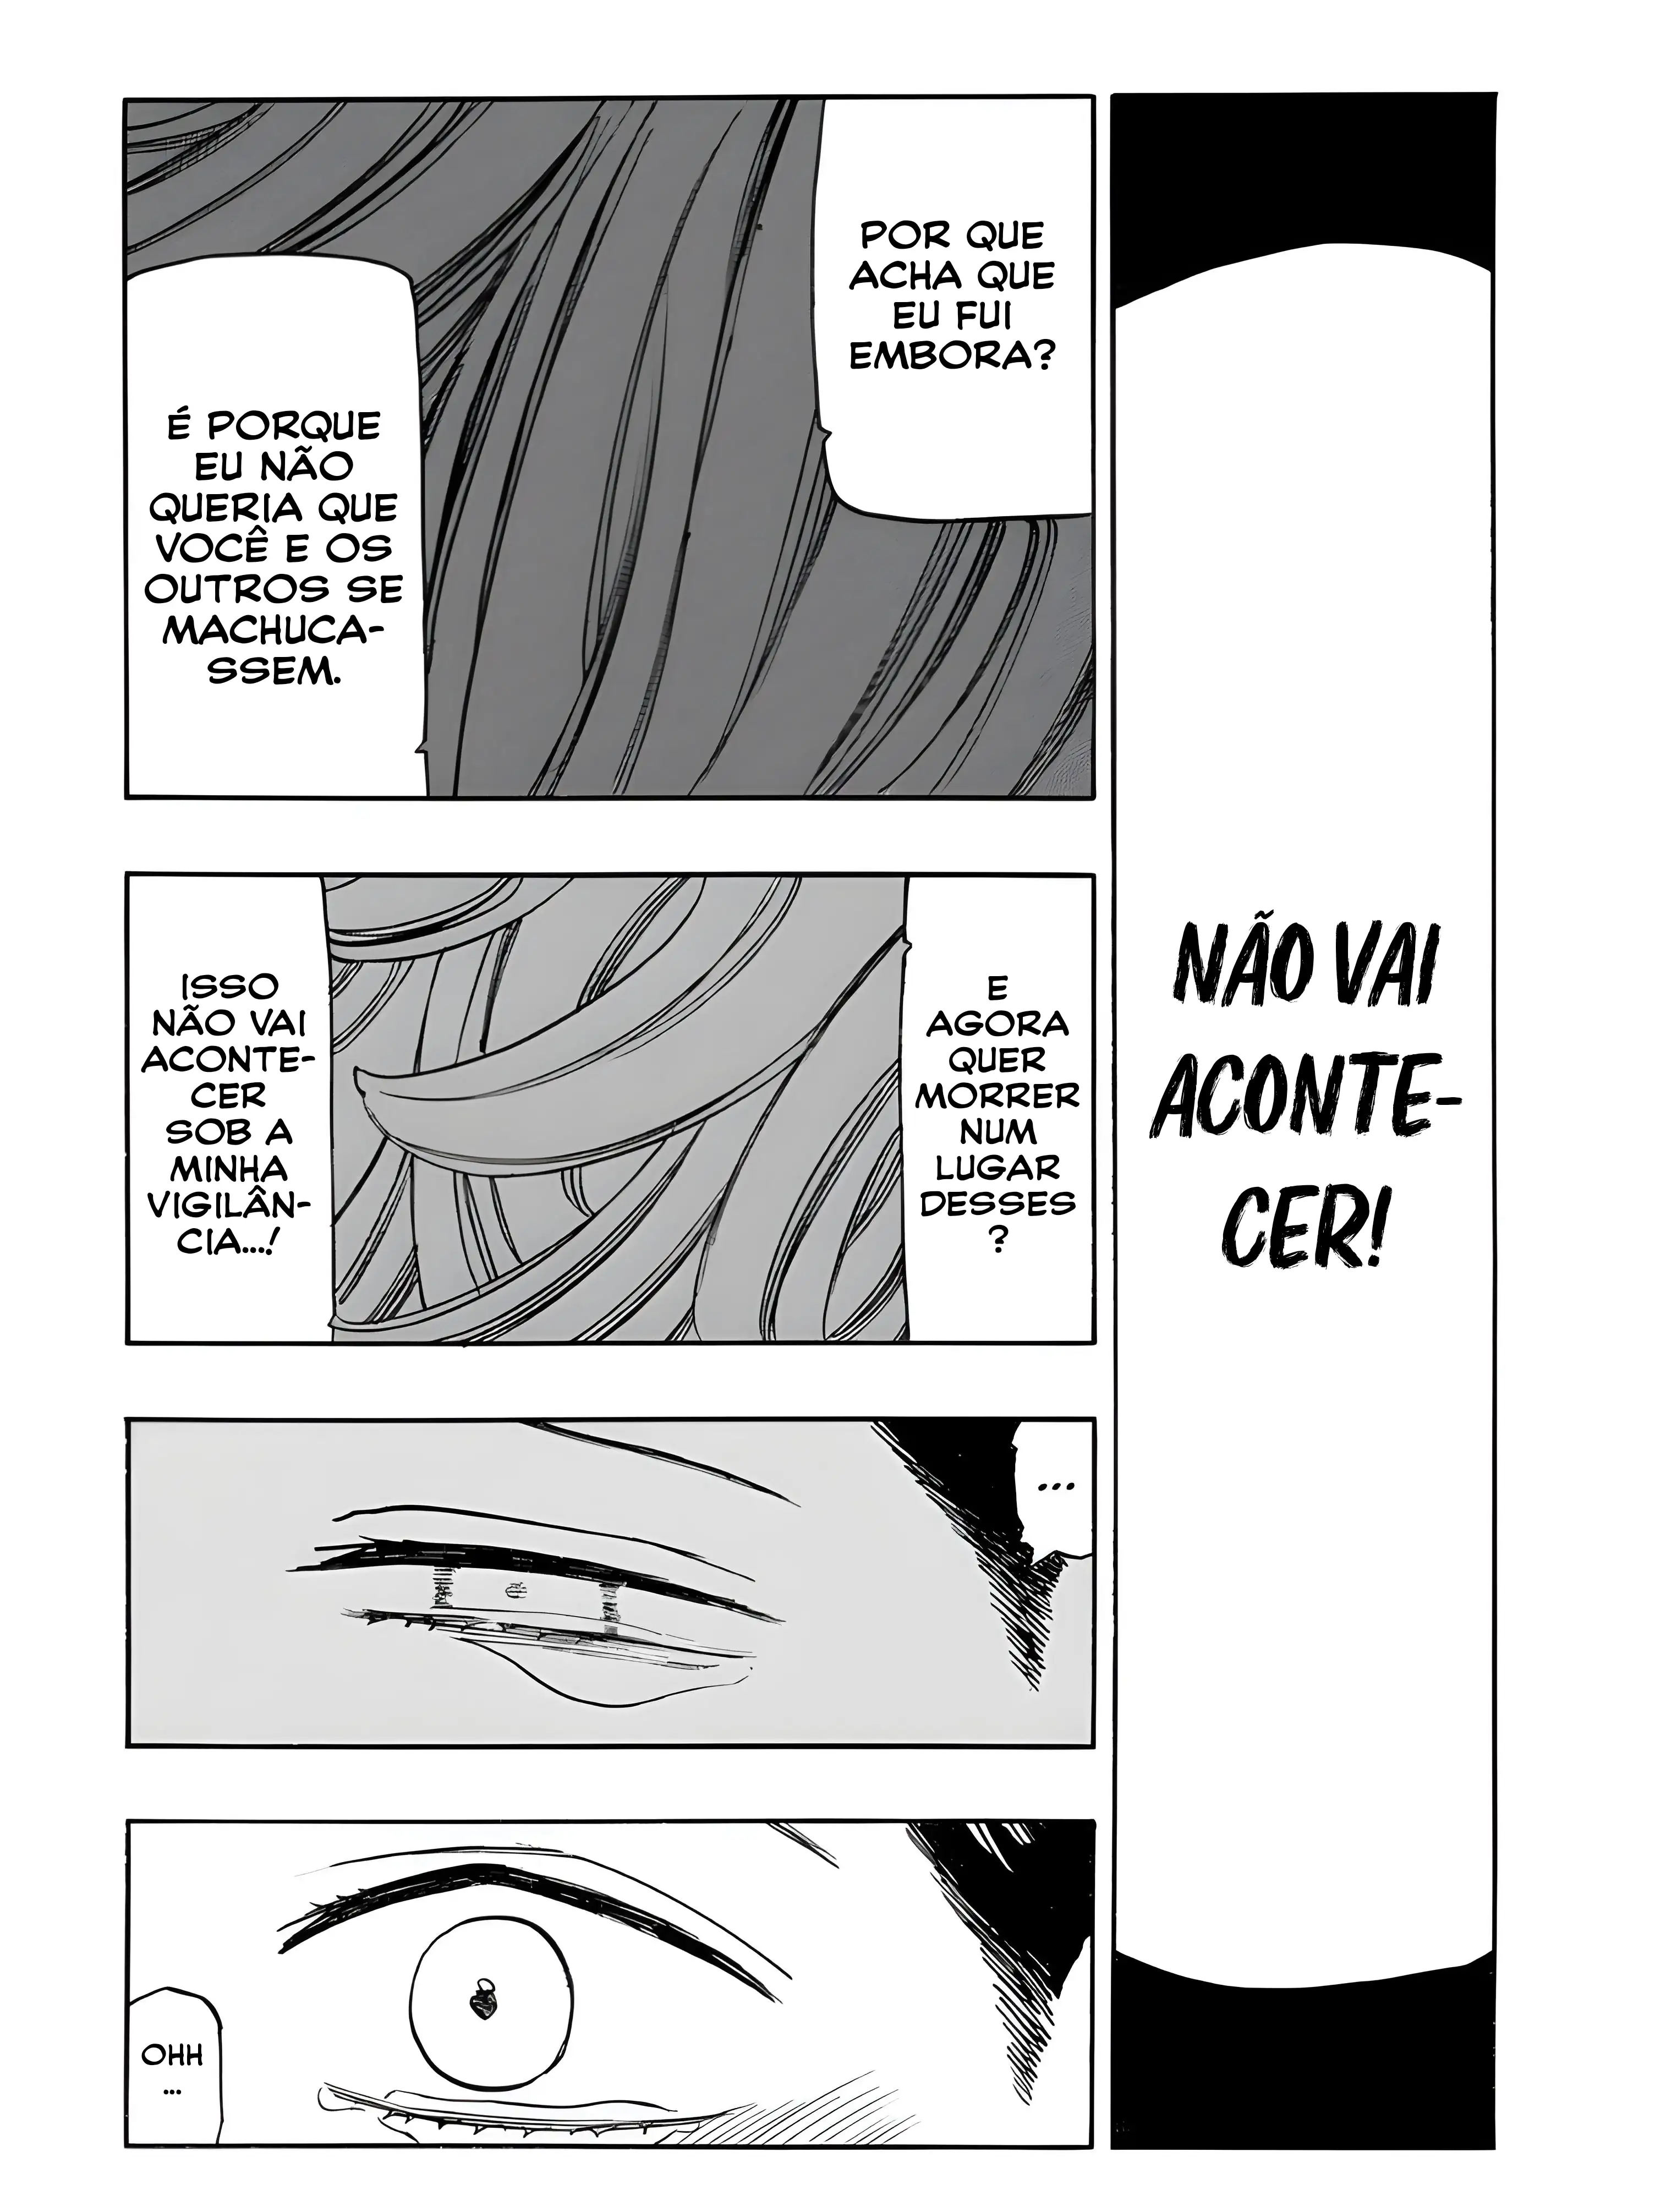 NÃO VAI
ACONTE-
CER!
POR QUE
ACHA QUE
EU FUI
EMBORA?
É PORQUE
EU NÃO
QUERIA QUE
VOCÊ E OS
OUTROS SE
MACHUCA-
SSEM.
E
AGORA
QUER
MORRER
NUM
LUGAR
DESSES
?
ISSO
NÃO VAI
ACONTE-
CER
SOB A
MINHA
VIGILÂN-
CIA...!
...
OHH
...